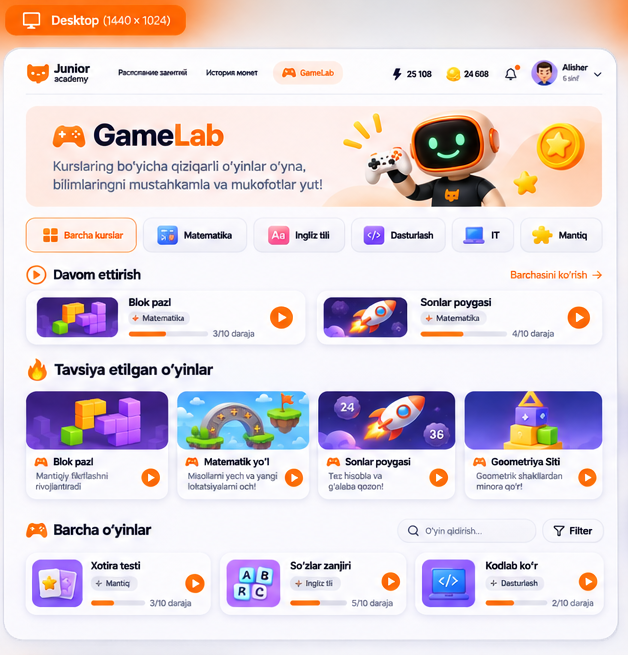 Desktop (1440 × 1024)
Junior
academy
Расписание занятий
История монет
GameLab
25 108
24 608
Alisher
6 sinf
GameLab
Kurslaring bo‘yicha qiziqarli o‘yinlar o‘yna,
bilimlaringni mustahkamla va mukofotlar yut!
Barcha kurslar
Matematika
Aa
Ingliz tili
</>
Dasturlash
IT
Mantiq
Davom ettirish
Barchasini ko‘rish →
Blok pazl
Matematika
3/10 daraja
Sonlar poygasi
Matematika
4/10 daraja
Tavsiya etilgan o‘yinlar
24
36
Blok pazl
Mantiqiy fikrlashni
rivojlantiradi
Matematik yo‘l
Misollarni yech va yangi
lokatsiyalarni och!
Sonlar poygasi
Tez hisobla va
g‘alaba qozon!
Geometriya Siti
Geometrik shakllardan
minora qo‘r!
Barcha o‘yinlar
O‘yin qidirish...
Filter
Xotira testi
Mantiq
3/10 daraja
A B
R C
So‘zlar zanjiri
Ingliz tili
5/10 daraja
</>
Kodlab ko‘r
Dasturlash
2/10 daraja